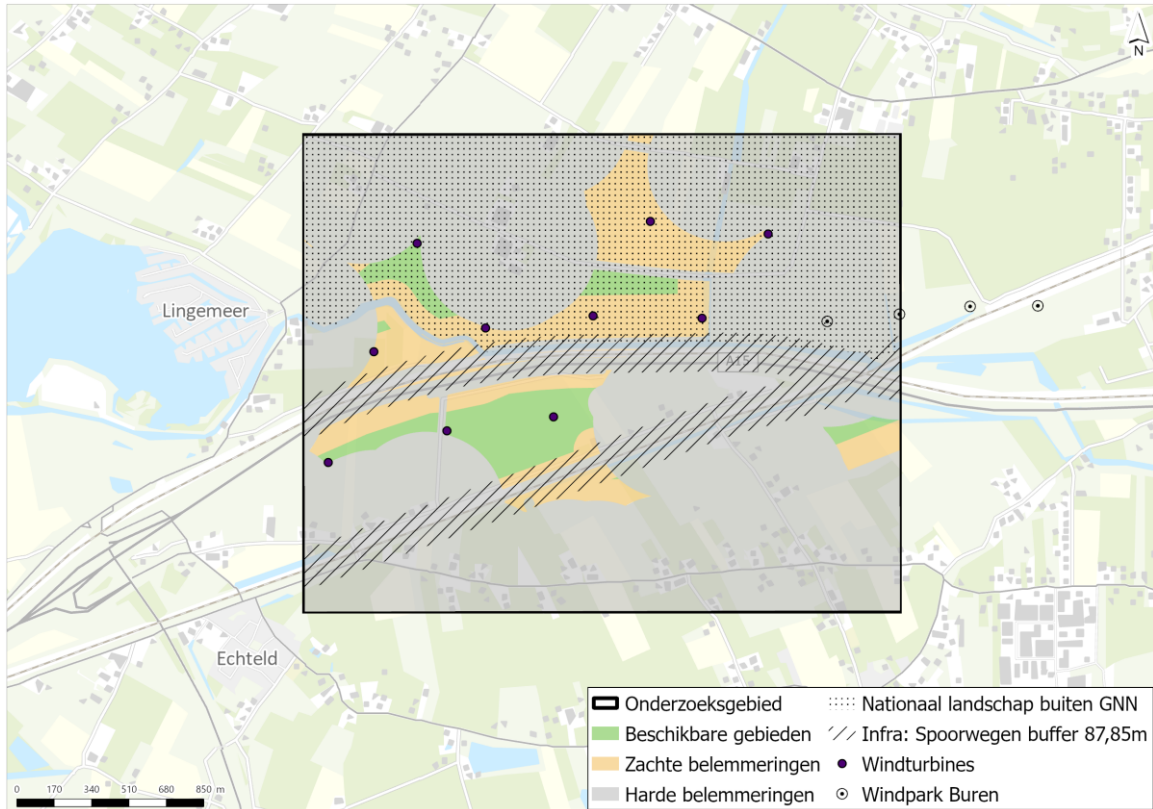 N
Lingemeer
A15
Echteld
Onderzoeksgebied
Beschikbare gebieden
Zachte belemmeringen
Harde belemmeringen
Nationaal landschap buiten GNN
Infra: Spoorwegen buffer 87,85m
Windturbines
Windpark Buren
0 170 340 510 680 850 m